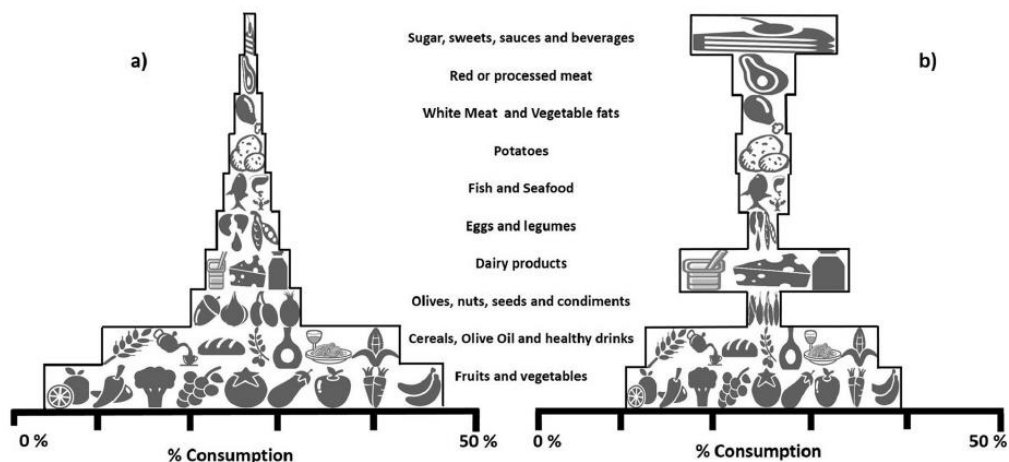 a)
b)
Sugar, sweets, sauces and beverages
Red or processed meat
White Meat and Vegetable fats
Potatoes
Fish and Seafood
Eggs and legumes
Dairy products
Olives, nuts, seeds and condiments
Cereals, Olive Oil and healthy drinks
Fruits and vegetables
0 %
50 %
% Consumption
0 %
50 %
% Consumption